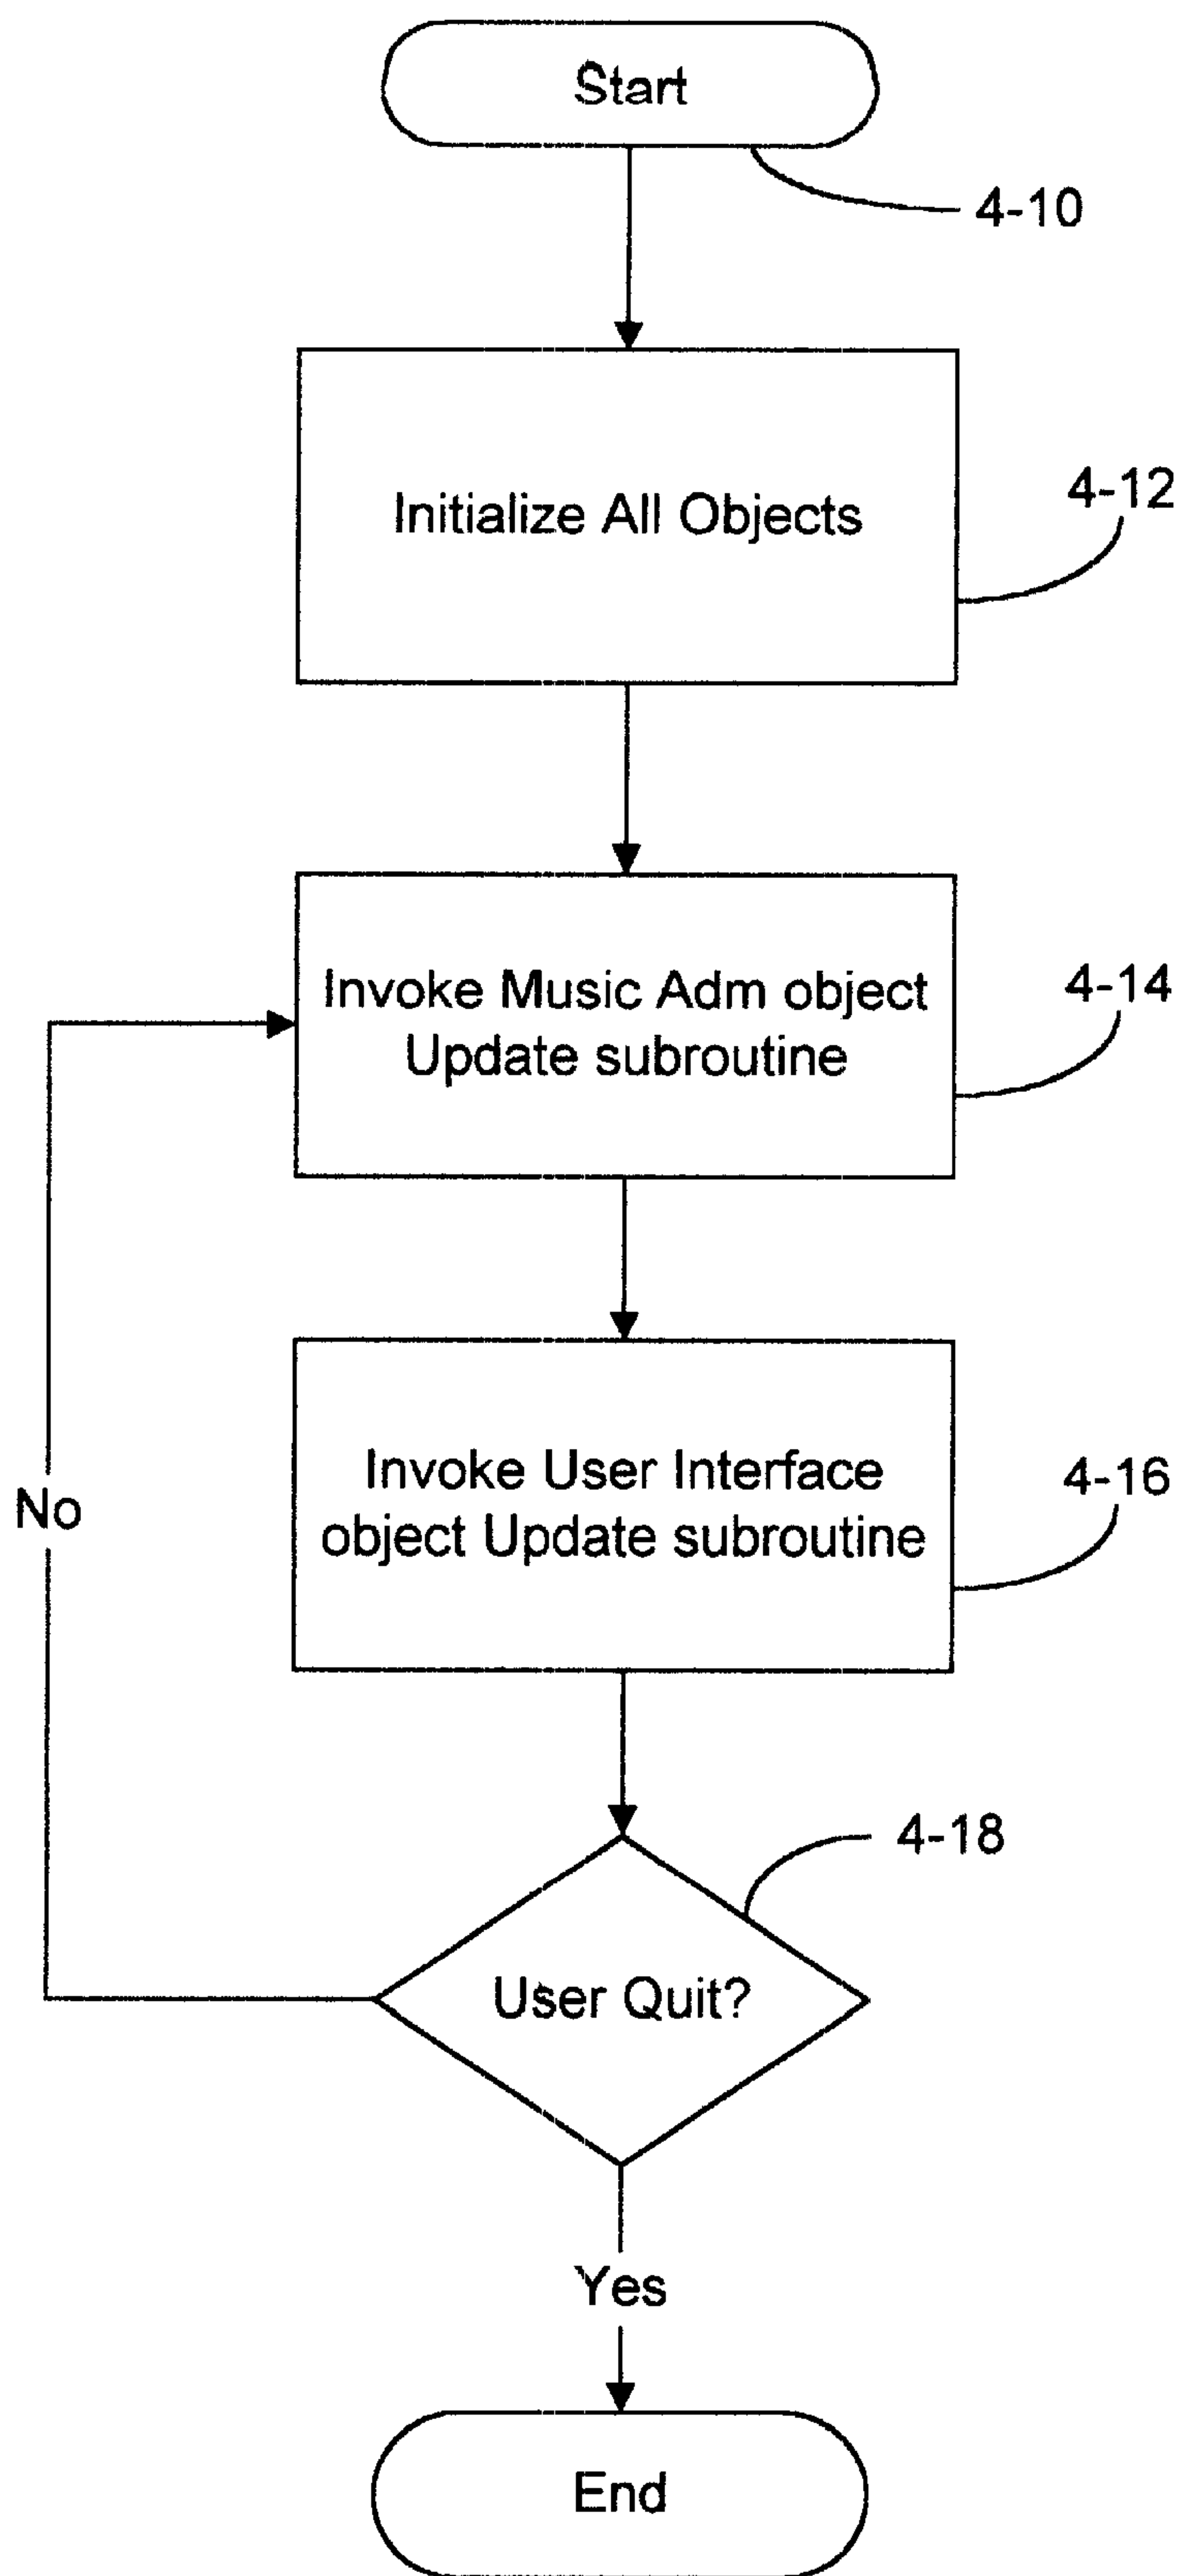 Start
4-10
Initialize All Objects
4-12
Invoke Music Adm object
Update subroutine
4-14
Invoke User Interface
object Update subroutine
4-16
No
4-18
User Quit?
Yes
End